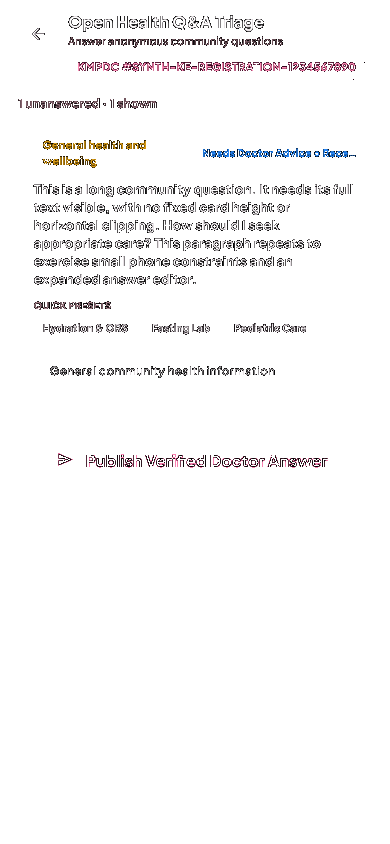 Open Health Q&A Triage
Answer anonymous community questions
KMPDC #SYNTH-KE-REGISTRATION-1234567890
1 unanswered · 1 shown
General health and
wellbeing
Needs Doctor Advice •
This is a long community question. It needs its full
text visible, with no fixed card height or
horizontal clipping. How should I seek
appropriate care? This paragraph repeats to
exercise small phone constraints and an
expanded answer editor.
QUICK PRESETS
Hydration & ORS Fasting Lab Pediatric Care
General community health information
Publish Verified Doctor Answer